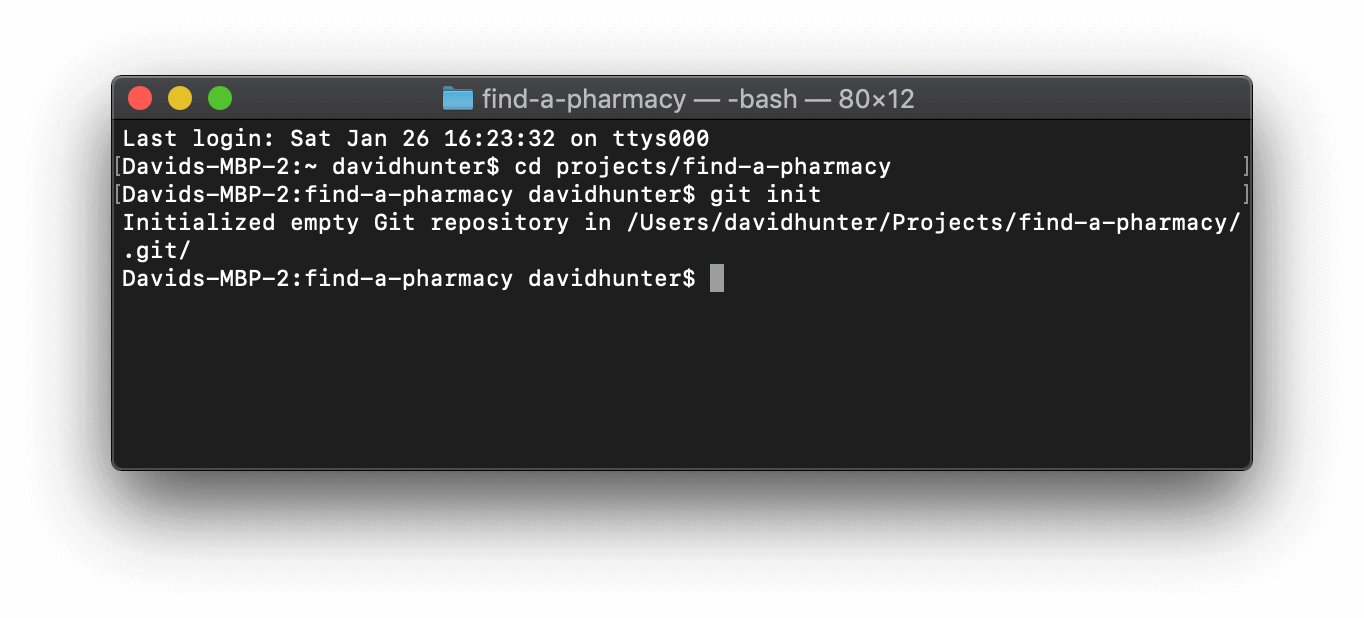 find-a-pharmacy — -bash — 80×12
Last login: Sat Jan 26 16:23:32 on ttys000
[Davids-MBP-2:~ davidhunter$ cd projects/find-a-pharmacy ]
[Davids-MBP-2:find-a-pharmacy davidhunter$ git init ]
Initialized empty Git repository in /Users/davidhunter/Projects/find-a-pharmacy/
.git/
Davids-MBP-2:find-a-pharmacy davidhunter$